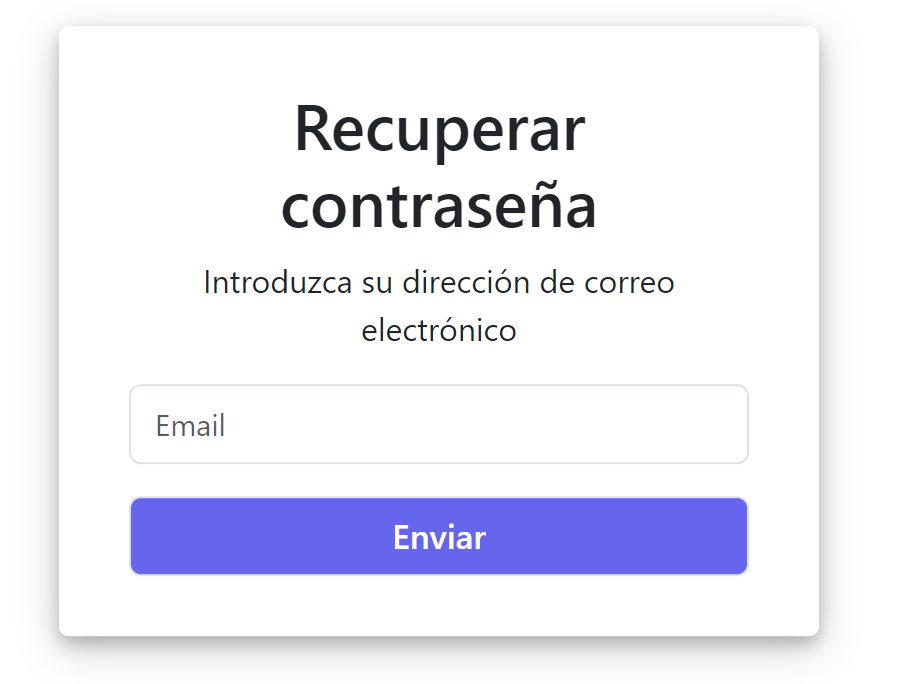 Recuperar
contraseña
Introduzca su dirección de correo
electrónico
Email
Enviar